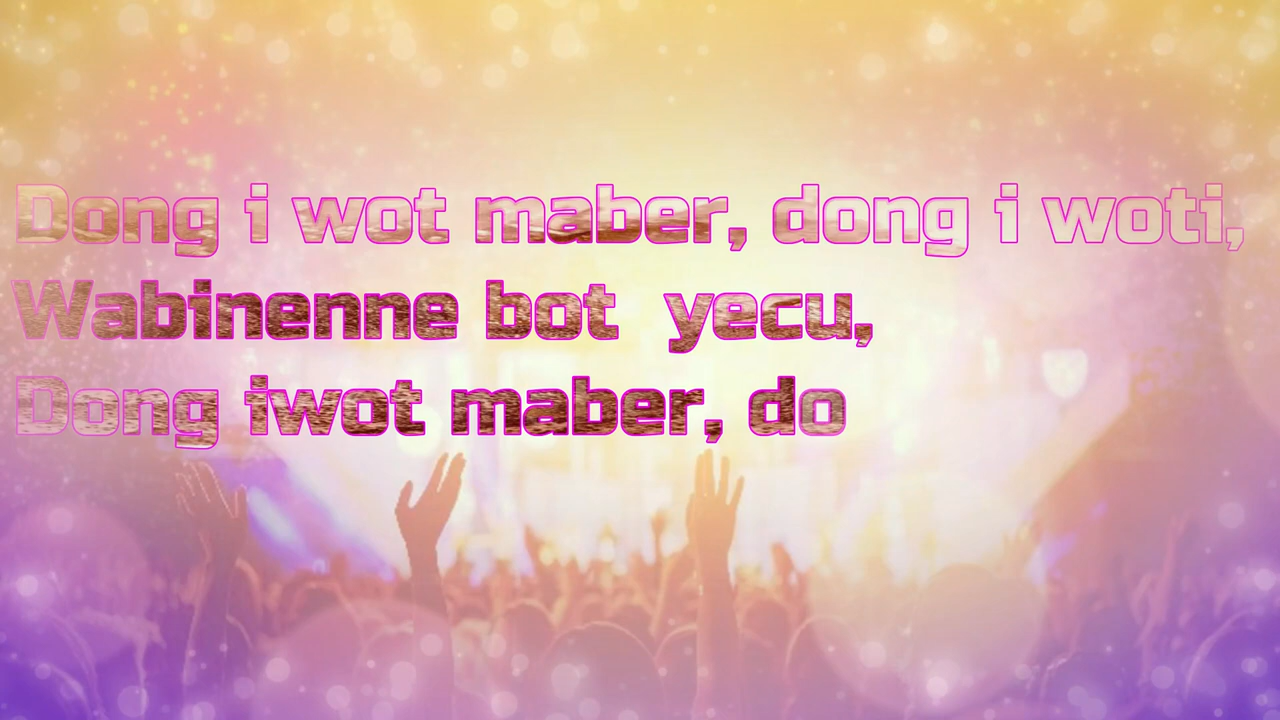 Dong i wot maber, dong i woti,
Wabinenne bot yecu,
Dong iwot maber, do